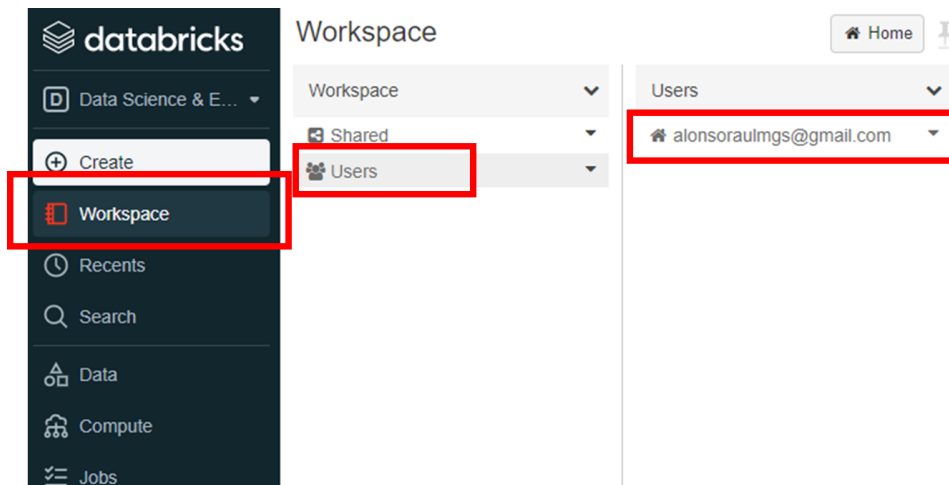 databricks
D Data Science & E...
Create
Workspace
Recents
Search
Data
Compute
Jobs
Workspace
Home
Workspace
Shared
Users
Users
alonsoraulmgs@gmail.com